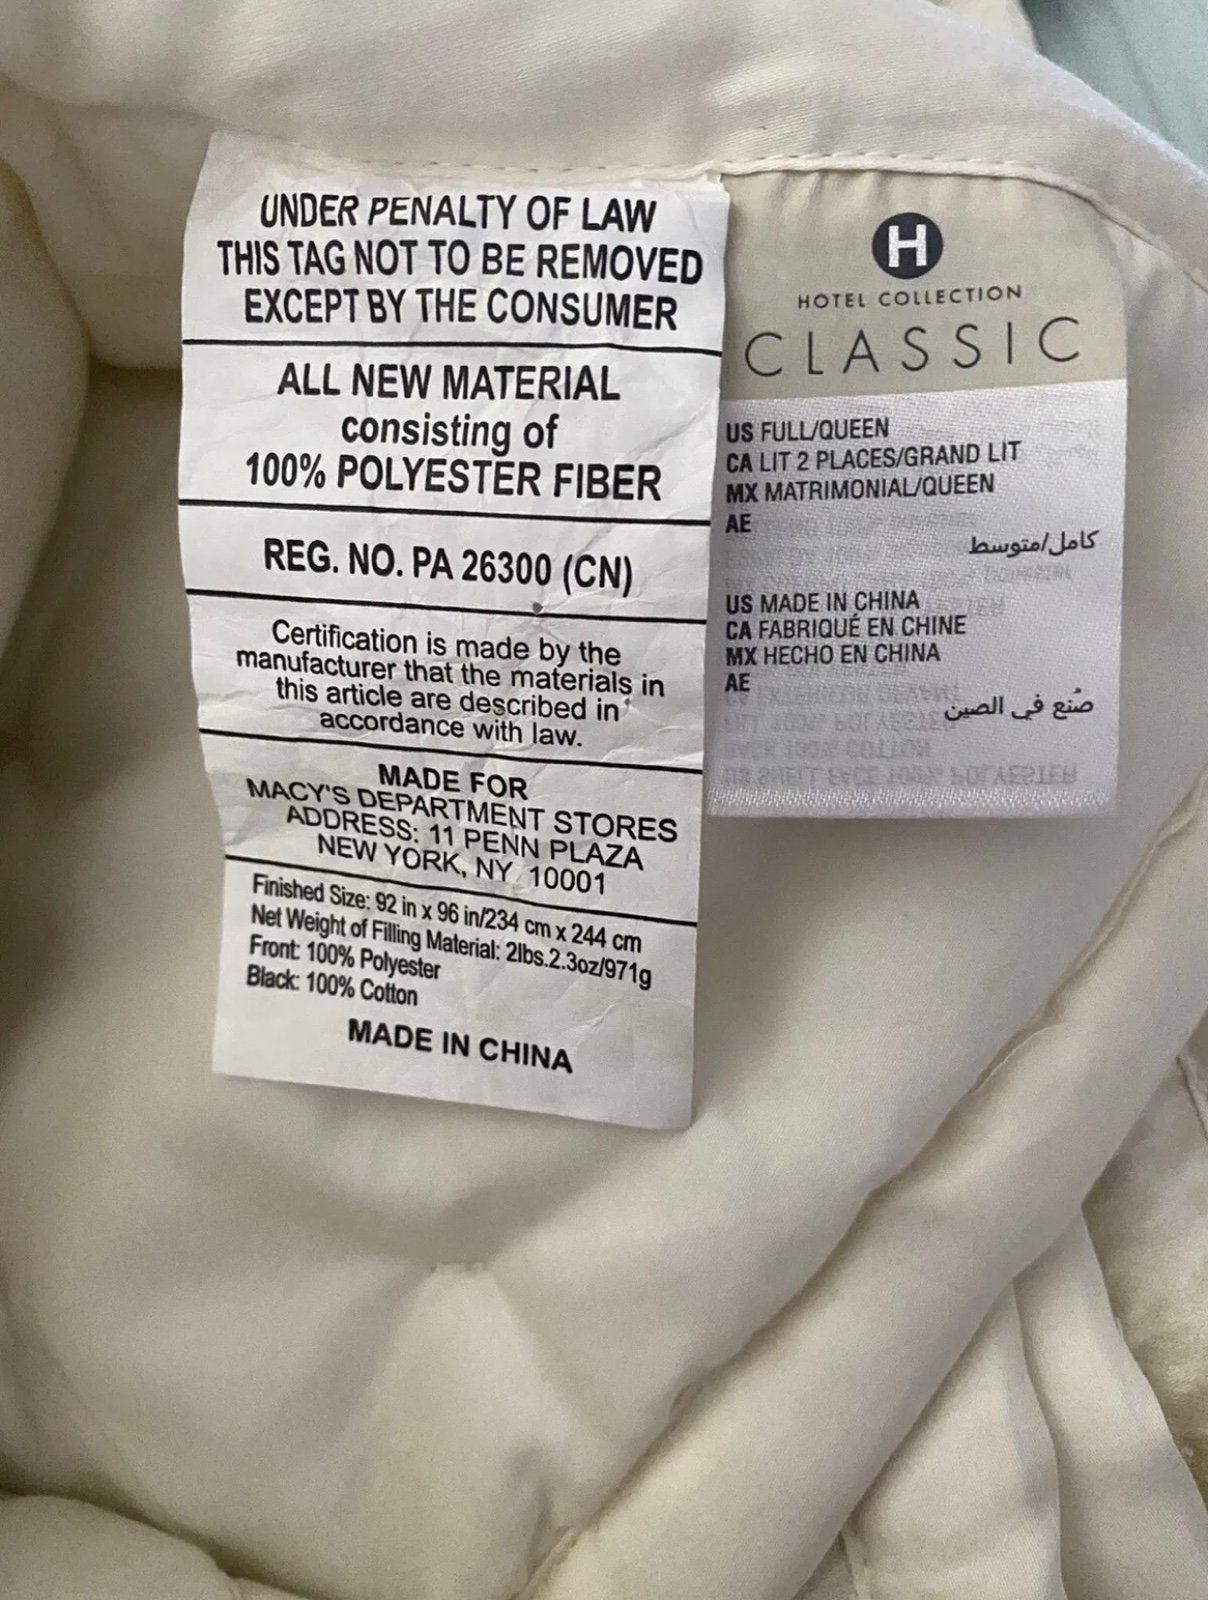 UNDER PENALTY OF LAW
THIS TAG NOT TO BE REMOVED
EXCEPT BY THE CONSUMER
ALL NEW MATERIAL
consisting of
100% POLYESTER FIBER
REG. NO. PA 26300 (CN)
Certification is made by the
manufacturer that the materials in
this article are described in
accordance with law.
MADE FOR
MACY'S DEPARTMENT STORES
ADDRESS: 11 PENN PLAZA
NEW YORK, NY 10001
Finished Size: 92 in x 96 in/234 cm x 244 cm
Net Weight of Filling Material: 2lbs.2.3oz/971g
Front: 100% Polyester
Black: 100% Cotton
MADE IN CHINA
H
HOTEL COLLECTION
CLASSIC
US FULL/QUEEN
CA LIT 2 PLACES/GRAND LIT
MX MATRIMONIAL/QUEEN
AE
كامل/متوسط
US MADE IN CHINA
CA FABRIQUÉ EN CHINE
MX HECHO EN CHINA
AE
صُنع في الصين